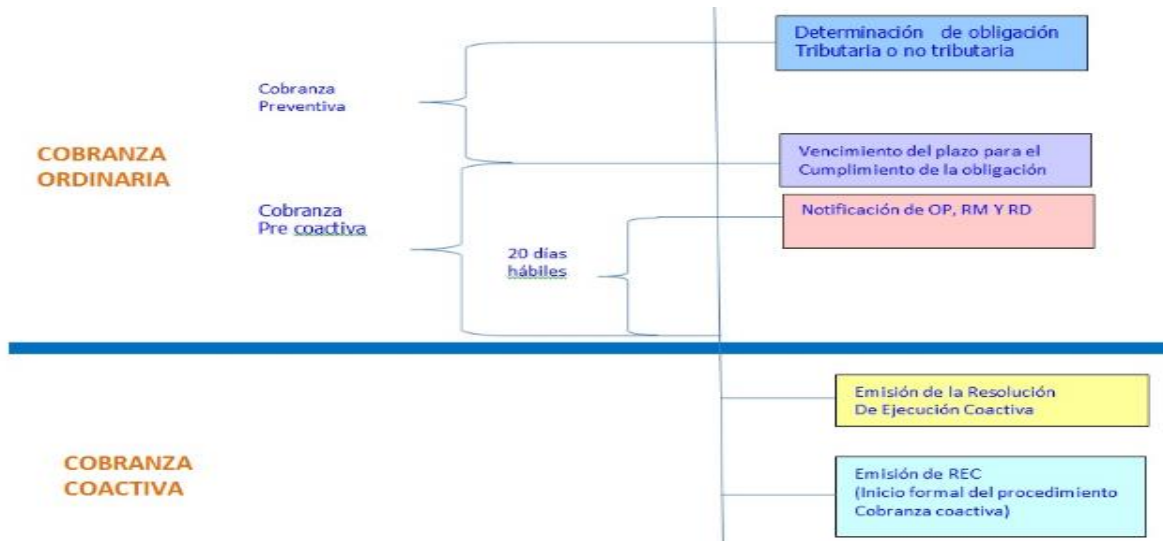 Determinación de obligación
Tributaria o no tributaria
Cobranza
Preventiva
COBRANZA
ORDINARIA
Vencimiento del plazo para el
Cumplimiento de la obligación
Cobranza
Pre coactiva
Notificación de OP, RM Y RD
20 días
hábiles
Emisión de la Resolución
De Ejecución Coactiva
COBRANZA
COACTIVA
Emisión de REC
(Inicio formal del procedimiento
Cobranza coactiva)